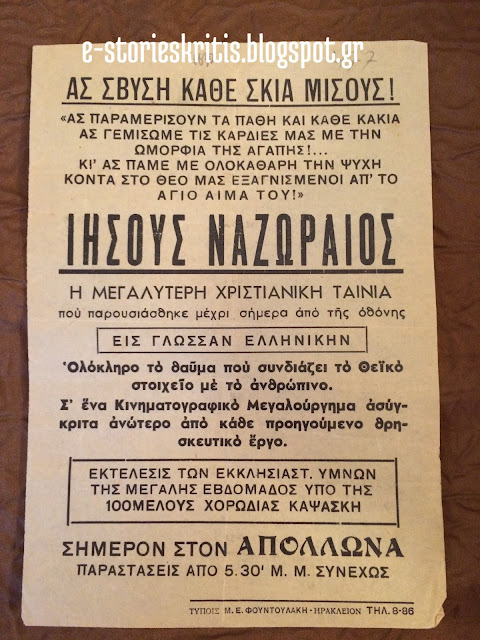 e-storieskritis.blogspot.gr
ΑΣ ΣΒΥΣΗ ΚΑΘΕ ΣΚΙΑ ΜΙΣΟΥΣ!
«ΑΣ ΠΑΡΑΜΕΡΙΣΟΥΝ ΤΑ ΠΑΘΗ ΚΑΙ ΚΑΘΕ ΚΑΚΙΑ
ΑΣ ΓΕΜΙΣΩΜΕ ΤΙΣ ΚΑΡΔΙΕΣ ΜΑΣ ΜΕ ΤΗΝ
ΩΜΟΡΦΙΑ ΤΗΣ ΑΓΑΠΗΣ!...
ΚΙ' ΑΣ ΠΑΜΕ ΜΕ ΟΛΟΚΑΘΑΡΗ ΤΗΝ ΨΥΧΗ
ΚΟΝΤΑ ΣΤΟ ΘΕΟ ΜΑΣ ΕΞΑΓΝΙΣΜΕΝΟΙ ΑΠ' ΤΟ
ΑΓΙΟ ΑΙΜΑ ΤΟΥ!»
ΙΗΣΟΥΣ ΝΑΖΩΡΑΙΟΣ
Η ΜΕΓΑΛΥΤΕΡΗ ΧΡΙΣΤΙΑΝΙΚΗ ΤΑΙΝΙΑ
ποὺ παρουσιάσθηκε μέχρι σήμερα ἀπὸ τῆς ὀθόνης
ΕΙΣ ΓΛΩΣΣΑΝ ΕΛΛΗΝΙΚΗΝ
Ὁλόκληρο τὸ θαῦμα ποὺ συνδιάζει τὸ Θεϊκὸ
στοιχεῖο μὲ τὸ ἀνθρώπινο.
Σ' ἕνα Κινηματογραφικὸ Μεγαλούργημα ἀσύγ-
κριτα ἀνώτερο ἀπὸ κάθε προηγούμενο θρη-
σκευτικὸ ἔργο.
ΕΚΤΕΛΕΣΙΣ ΤΩΝ ΕΚΚΛΗΣΙΑΣΤ. ΥΜΝΩΝ
ΤΗΣ ΜΕΓΑΛΗΣ ΕΒΔΟΜΑΔΟΣ ΥΠΟ ΤΗΣ
100ΜΕΛΟΥΣ ΧΟΡΩΔΙΑΣ ΚΑΨΑΣΚΗ
ΣΗΜΕΡΟΝ ΣΤΟΝ ΑΠΟΛΛΩΝΑ
ΠΑΡΑΣΤΑΣΕΙΣ ΑΠΟ 5.30' Μ. Μ. ΣΥΝΕΧΩΣ
ΤΥΠΟΙΣ Μ. Ε. ΦΟΥΝΤΟΥΛΑΚΗ - ΗΡΑΚΛΕΙΟΝ ΤΗΛ. 8-86